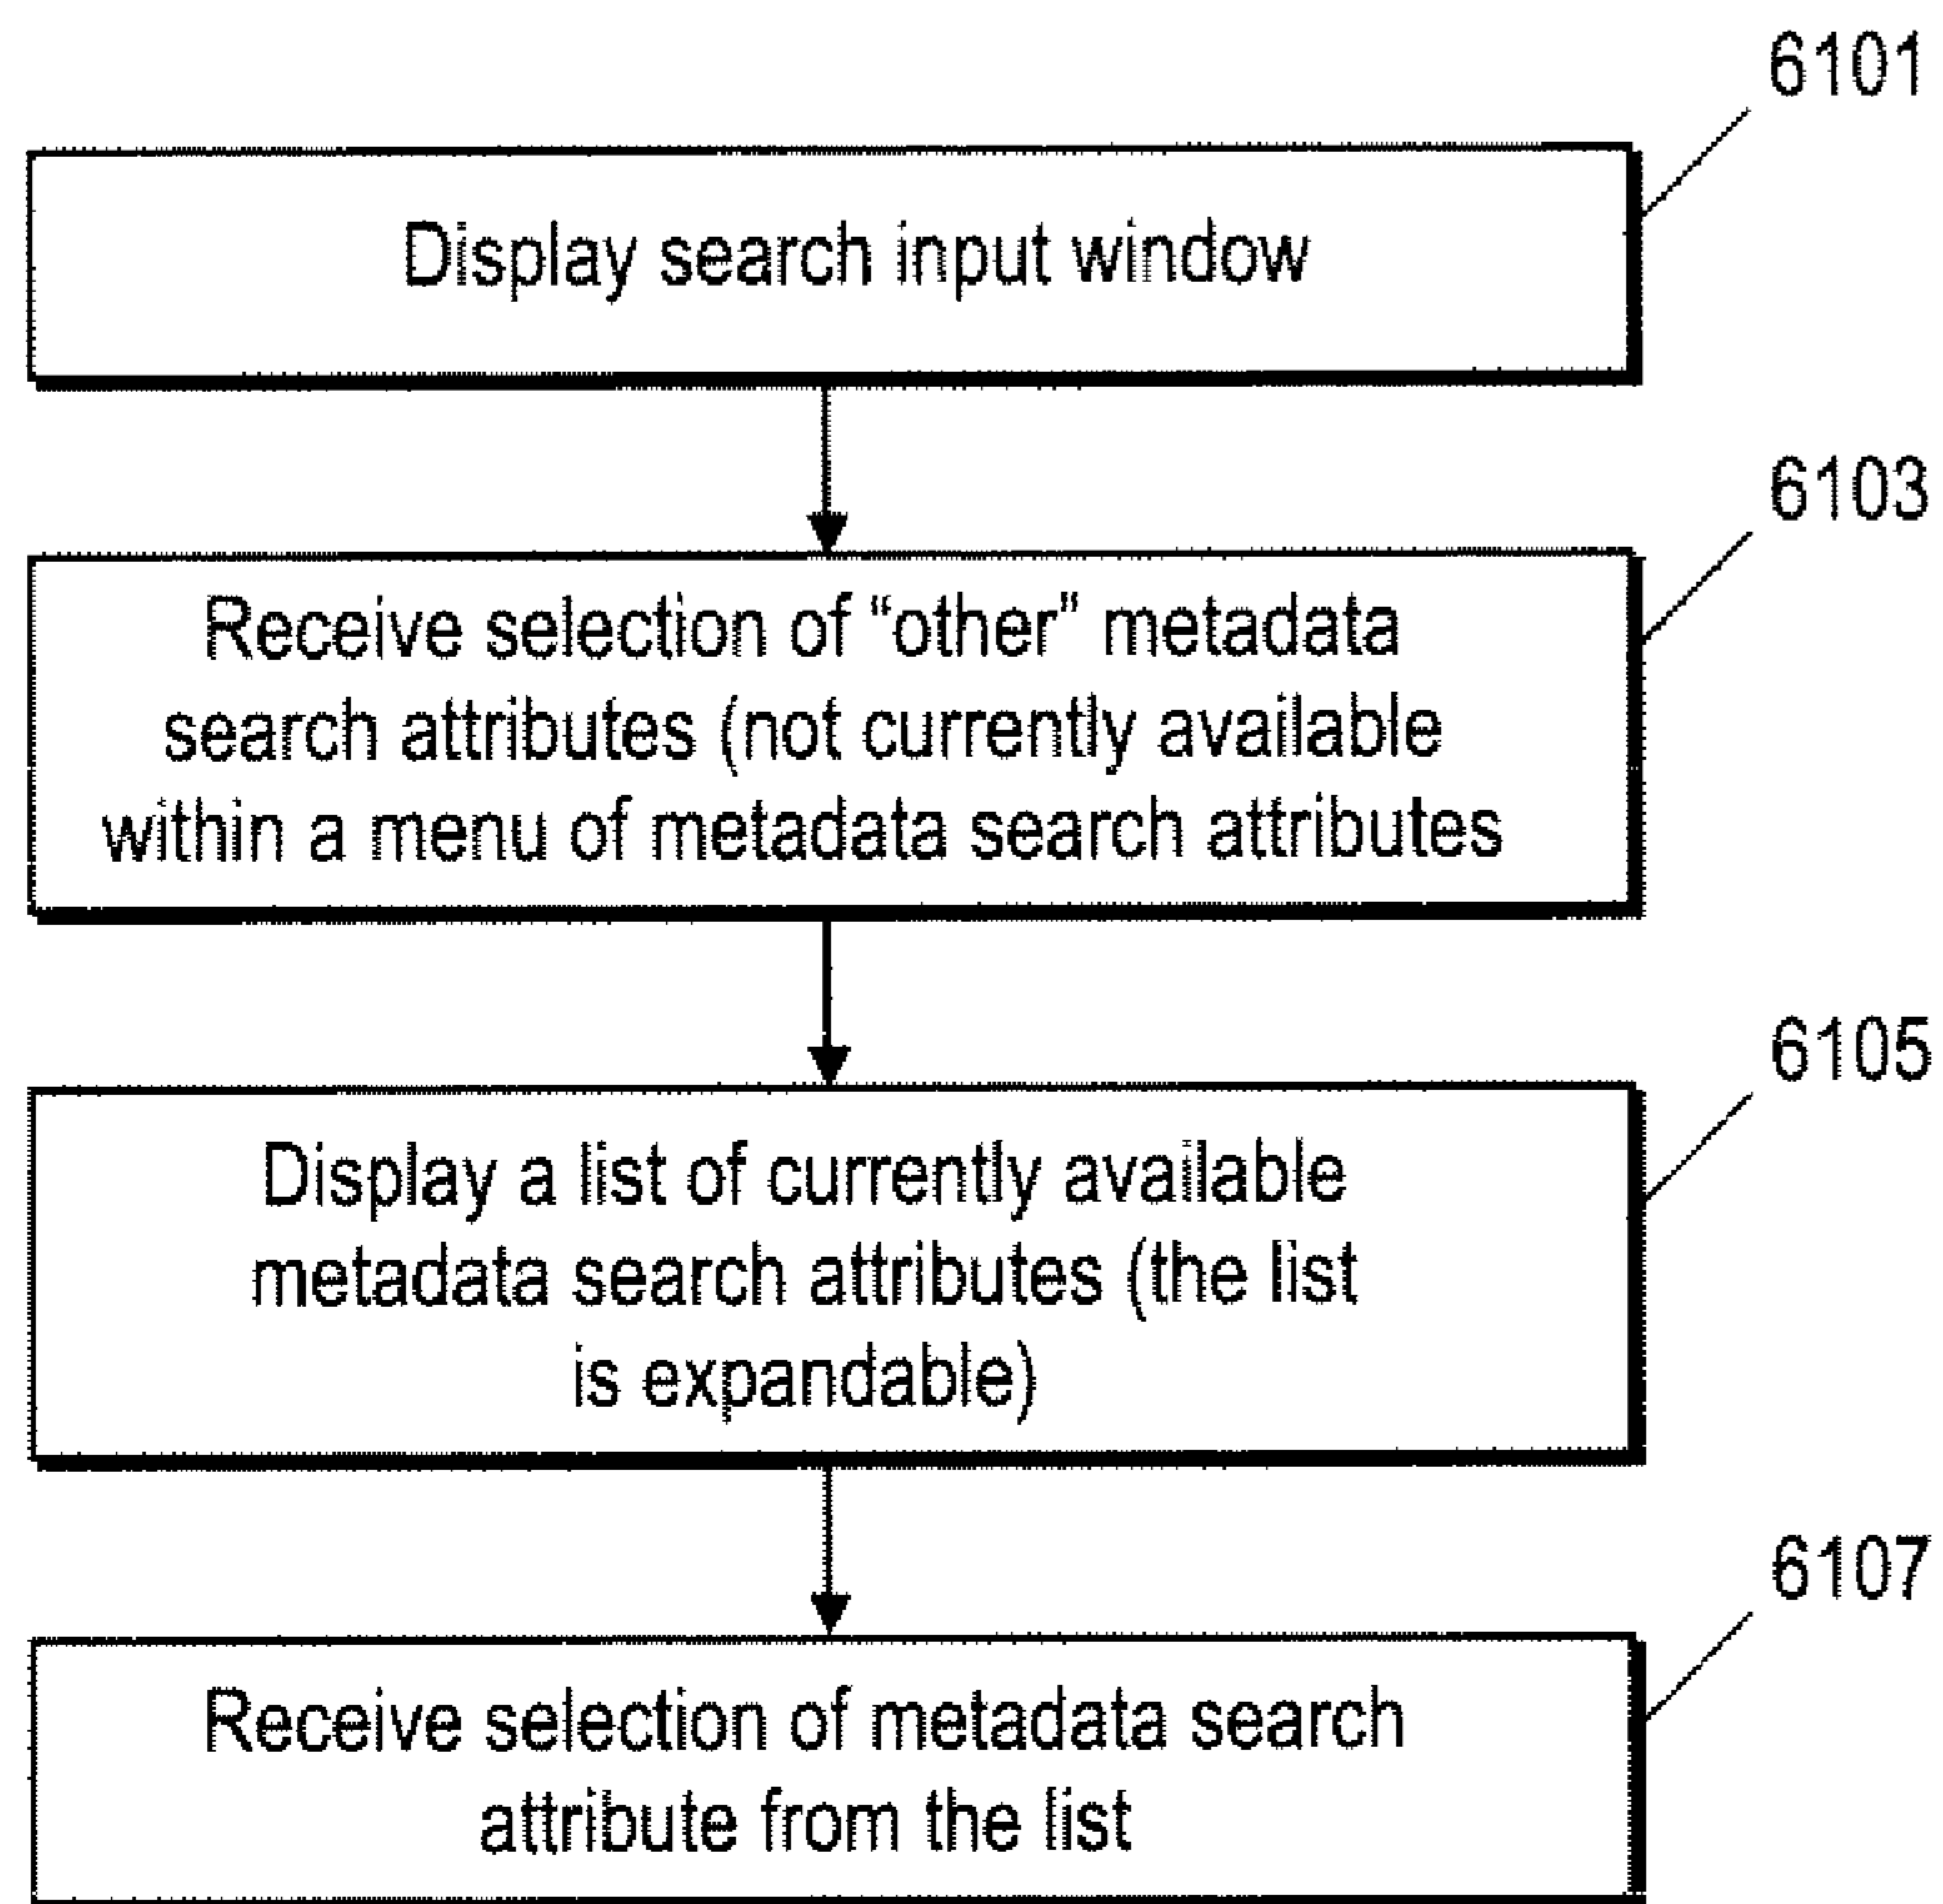 6101
Display search input window
6103
Receive selection of “other” metadata
search attributes (not currently available
within a menu of metadata search attributes
6105
Display a list of currently available
metadata search attributes (the list
is expandable)
6107
Receive selection of metadata search
attribute from the list